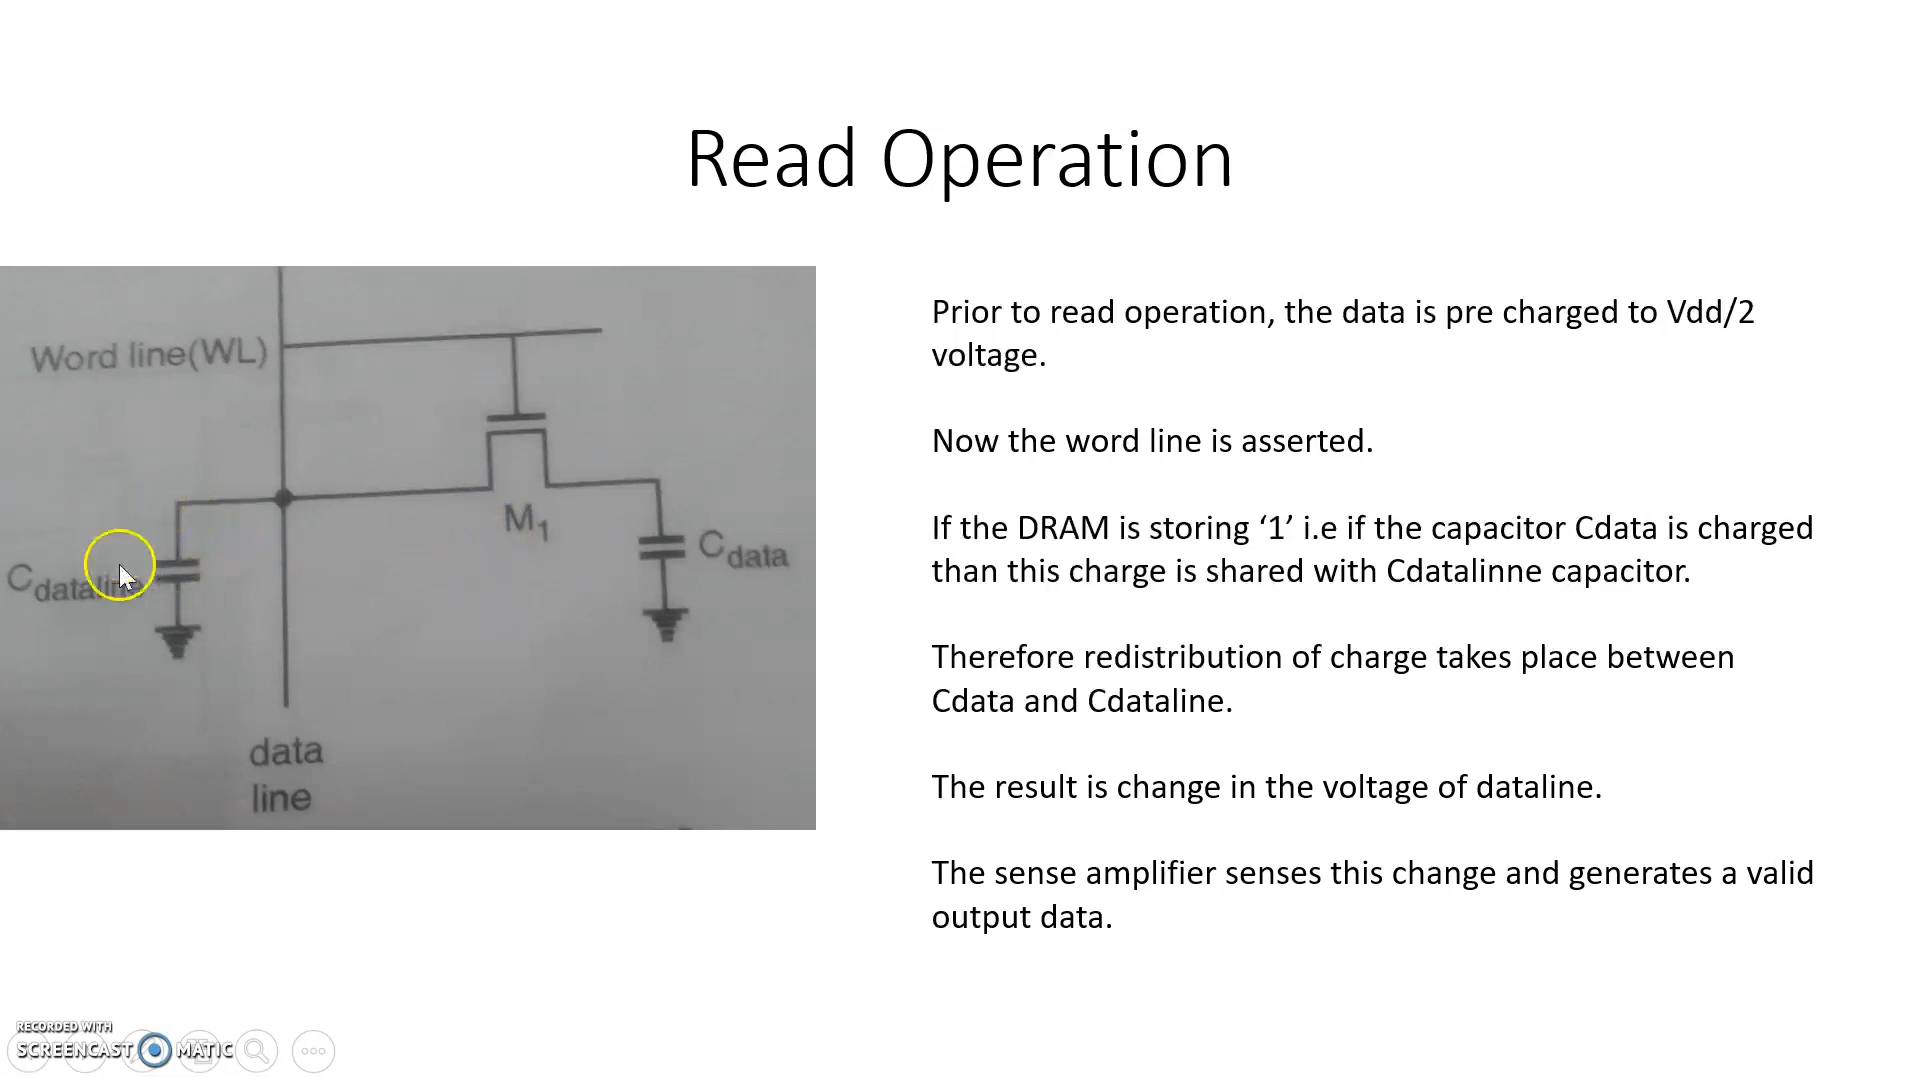 Read Operation
Word line(WL)
M1
Cdata
Cdataline
data
line
Prior to read operation, the data is pre charged to Vdd/2
voltage.
Now the word line is asserted.
If the DRAM is storing ‘1’ i.e if the capacitor Cdata is charged
than this charge is shared with Cdatalinne capacitor.
Therefore redistribution of charge takes place between
Cdata and Cdataline.
The result is change in the voltage of dataline.
The sense amplifier senses this change and generates a valid
output data.
RECORDED WITH
SCREENCAST MATIC